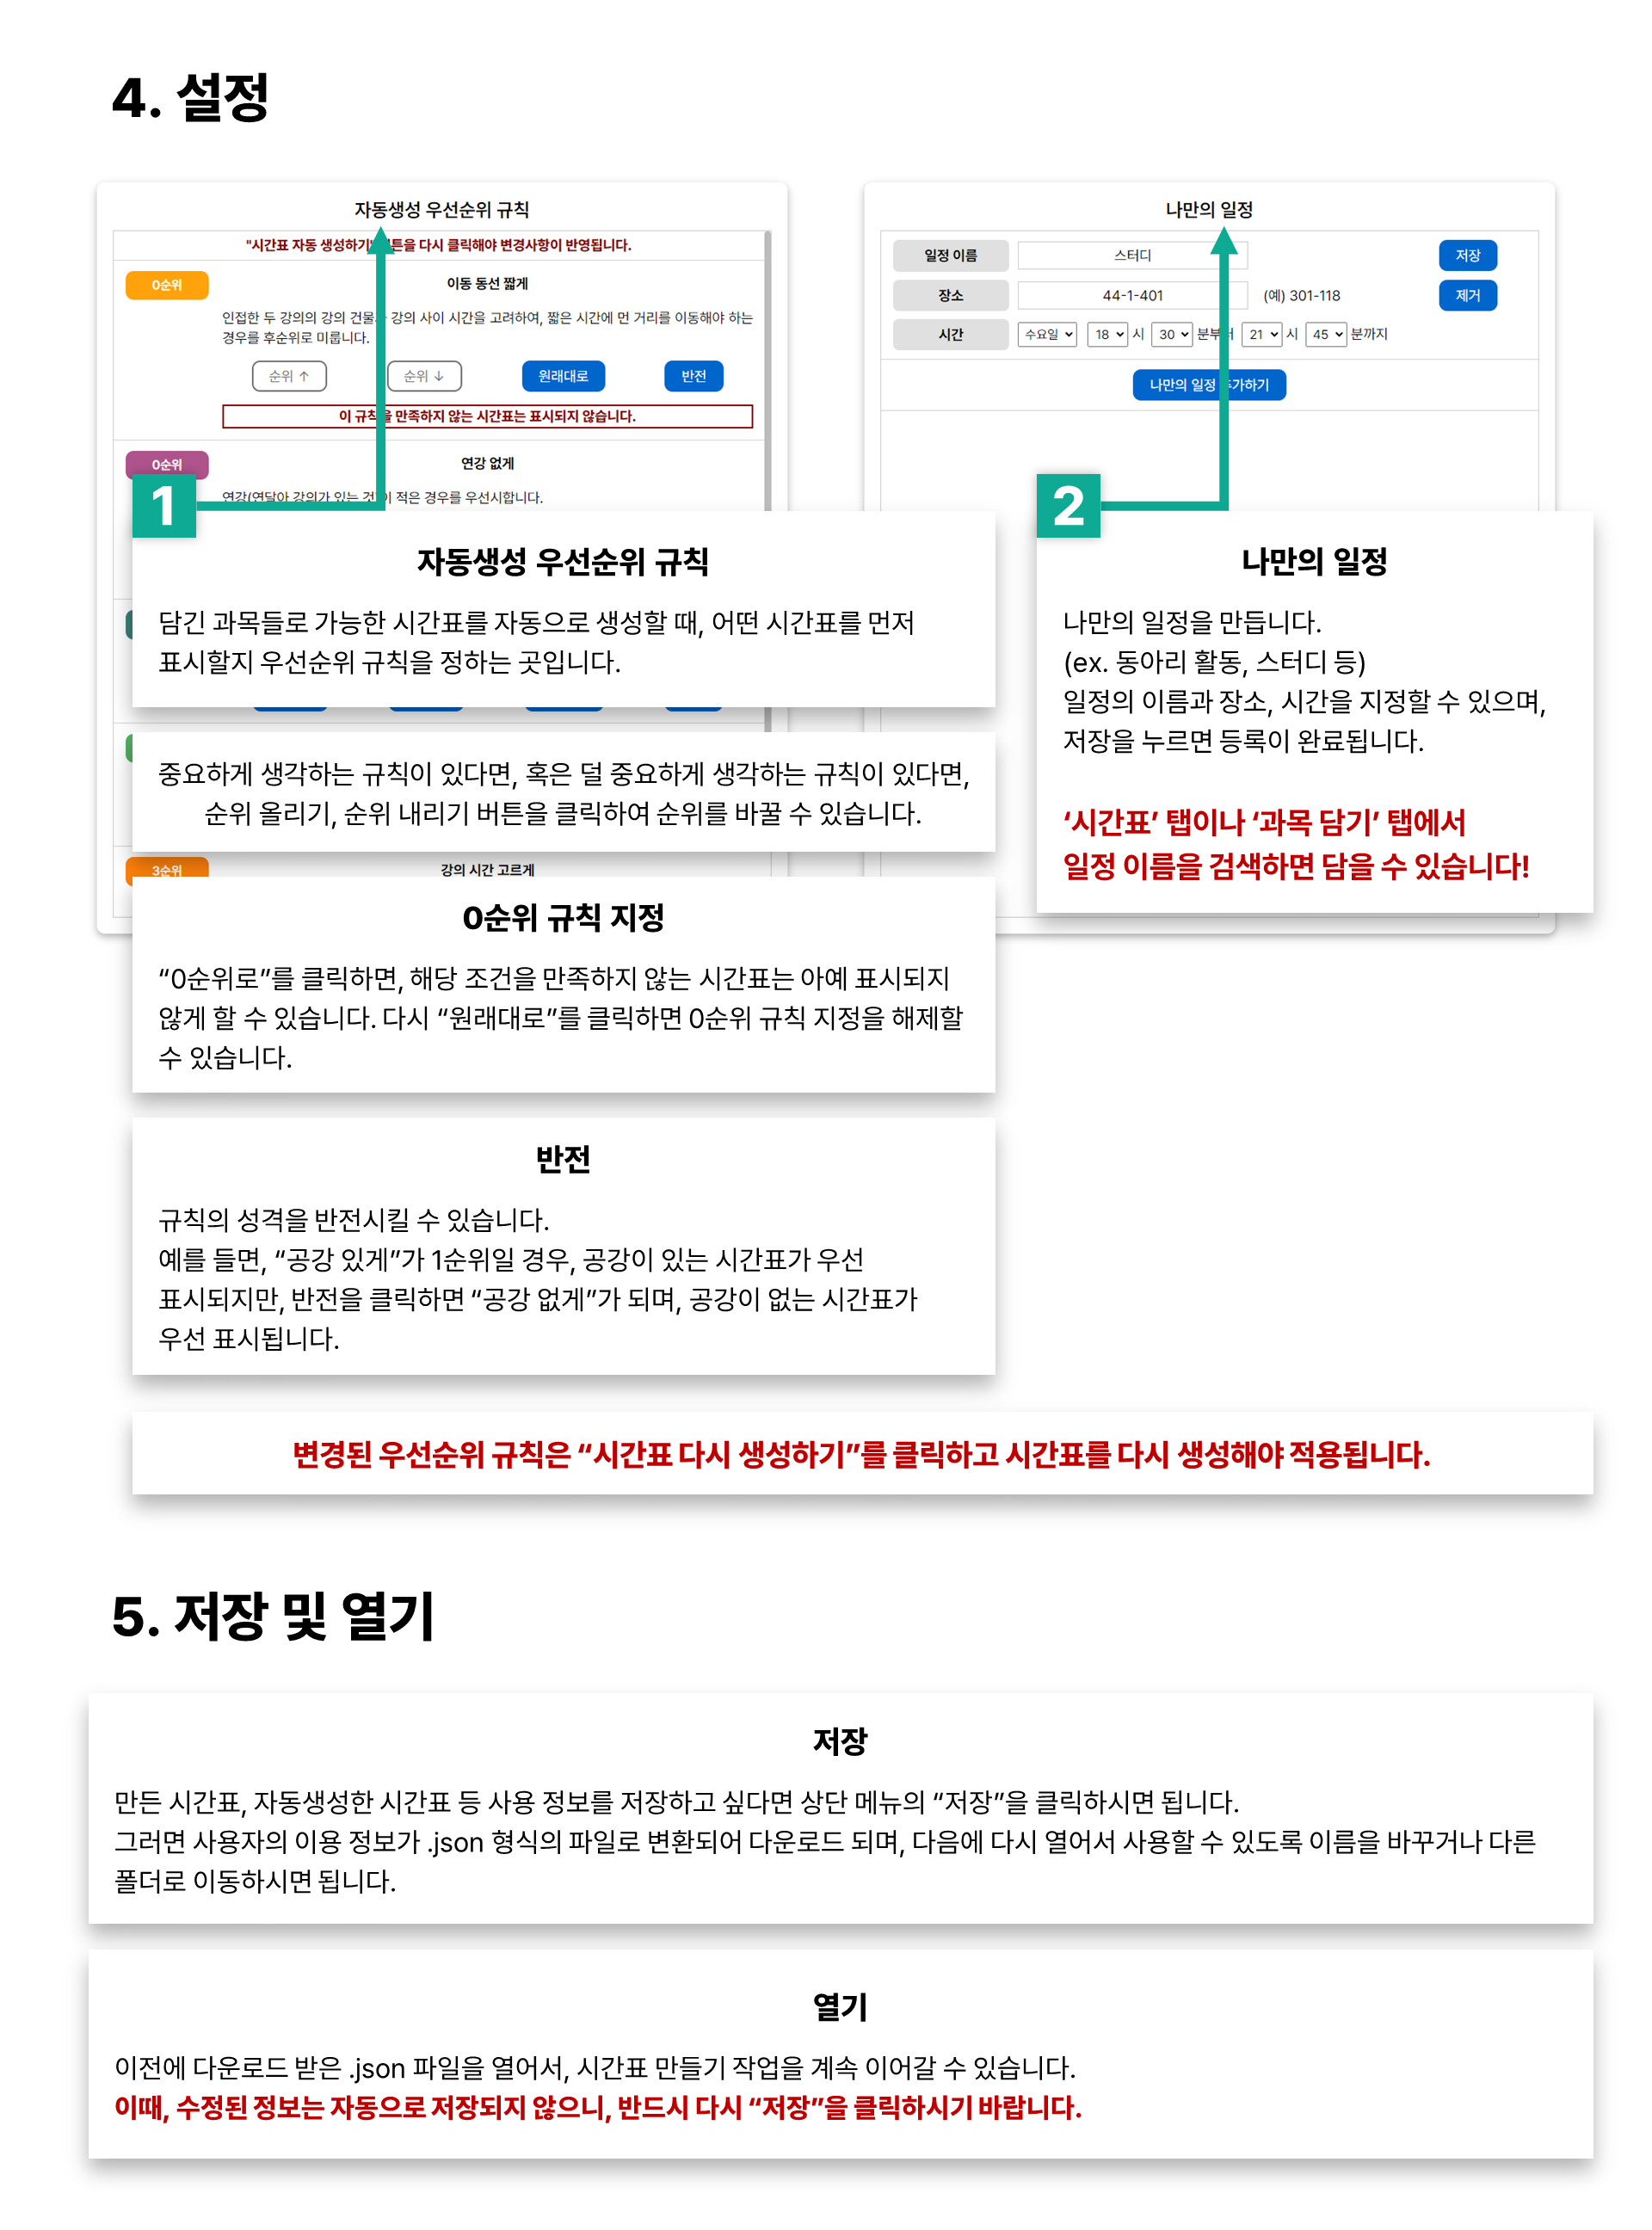 4. 설정
자동생성 우선순위 규칙
"시간표 자동 생성하기" 버튼을 다시 클릭해야 변경사항이 반영됩니다.
0순위
이동 동선 짧게
인접한 두 강의의 강의 건물과 강의 사이 시간을 고려하여, 짧은 시간에 먼 거리를 이동해야 하는
경우를 후순위로 미룹니다.
순위 ↑
순위 ↓
원래대로
반전
이 규칙을 만족하지 않는 시간표는 표시되지 않습니다.
0순위
연강 없게
연강(연달아 강의가 있는 것)이 적은 경우를 우선시합니다.
3순위
강의 시간 고르게
나만의 일정
일정 이름
스터디
저장
장소
44-1-401
(예) 301-118
제거
시간
수요일 18 시 30 분부터 21 시 45 분까지
나만의 일정 추가하기
1
자동생성 우선순위 규칙
담긴 과목들로 가능한 시간표를 자동으로 생성할 때, 어떤 시간표를 먼저
표시할지 우선순위 규칙을 정하는 곳입니다.
중요하게 생각하는 규칙이 있다면, 혹은 덜 중요하게 생각하는 규칙이 있다면,
순위 올리기, 순위 내리기 버튼을 클릭하여 순위를 바꿀 수 있습니다.
0순위 규칙 지정
“0순위로”를 클릭하면, 해당 조건을 만족하지 않는 시간표는 아예 표시되지
않게 할 수 있습니다. 다시 “원래대로”를 클릭하면 0순위 규칙 지정을 해제할
수 있습니다.
반전
규칙의 성격을 반전시킬 수 있습니다.
예를 들면, “공강 있게”가 1순위일 경우, 공강이 있는 시간표가 우선
표시되지만, 반전을 클릭하면 “공강 없게”가 되며, 공강이 없는 시간표가
우선 표시됩니다.
2
나만의 일정
나만의 일정을 만듭니다.
(ex. 동아리 활동, 스터디 등)
일정의 이름과 장소, 시간을 지정할 수 있으며,
저장을 누르면 등록이 완료됩니다.
‘시간표’ 탭이나 ‘과목 담기’ 탭에서
일정 이름을 검색하면 담을 수 있습니다!
변경된 우선순위 규칙은 “시간표 다시 생성하기”를 클릭하고 시간표를 다시 생성해야 적용됩니다.
5. 저장 및 열기
저장
만든 시간표, 자동생성한 시간표 등 사용 정보를 저장하고 싶다면 상단 메뉴의 “저장”을 클릭하시면 됩니다.
그러면 사용자의 이용 정보가 .json 형식의 파일로 변환되어 다운로드 되며, 다음에 다시 열어서 사용할 수 있도록 이름을 바꾸거나 다른
폴더로 이동하시면 됩니다.
열기
이전에 다운로드 받은 .json 파일을 열어서, 시간표 만들기 작업을 계속 이어갈 수 있습니다.
이때, 수정된 정보는 자동으로 저장되지 않으니, 반드시 다시 “저장”을 클릭하시기 바랍니다.